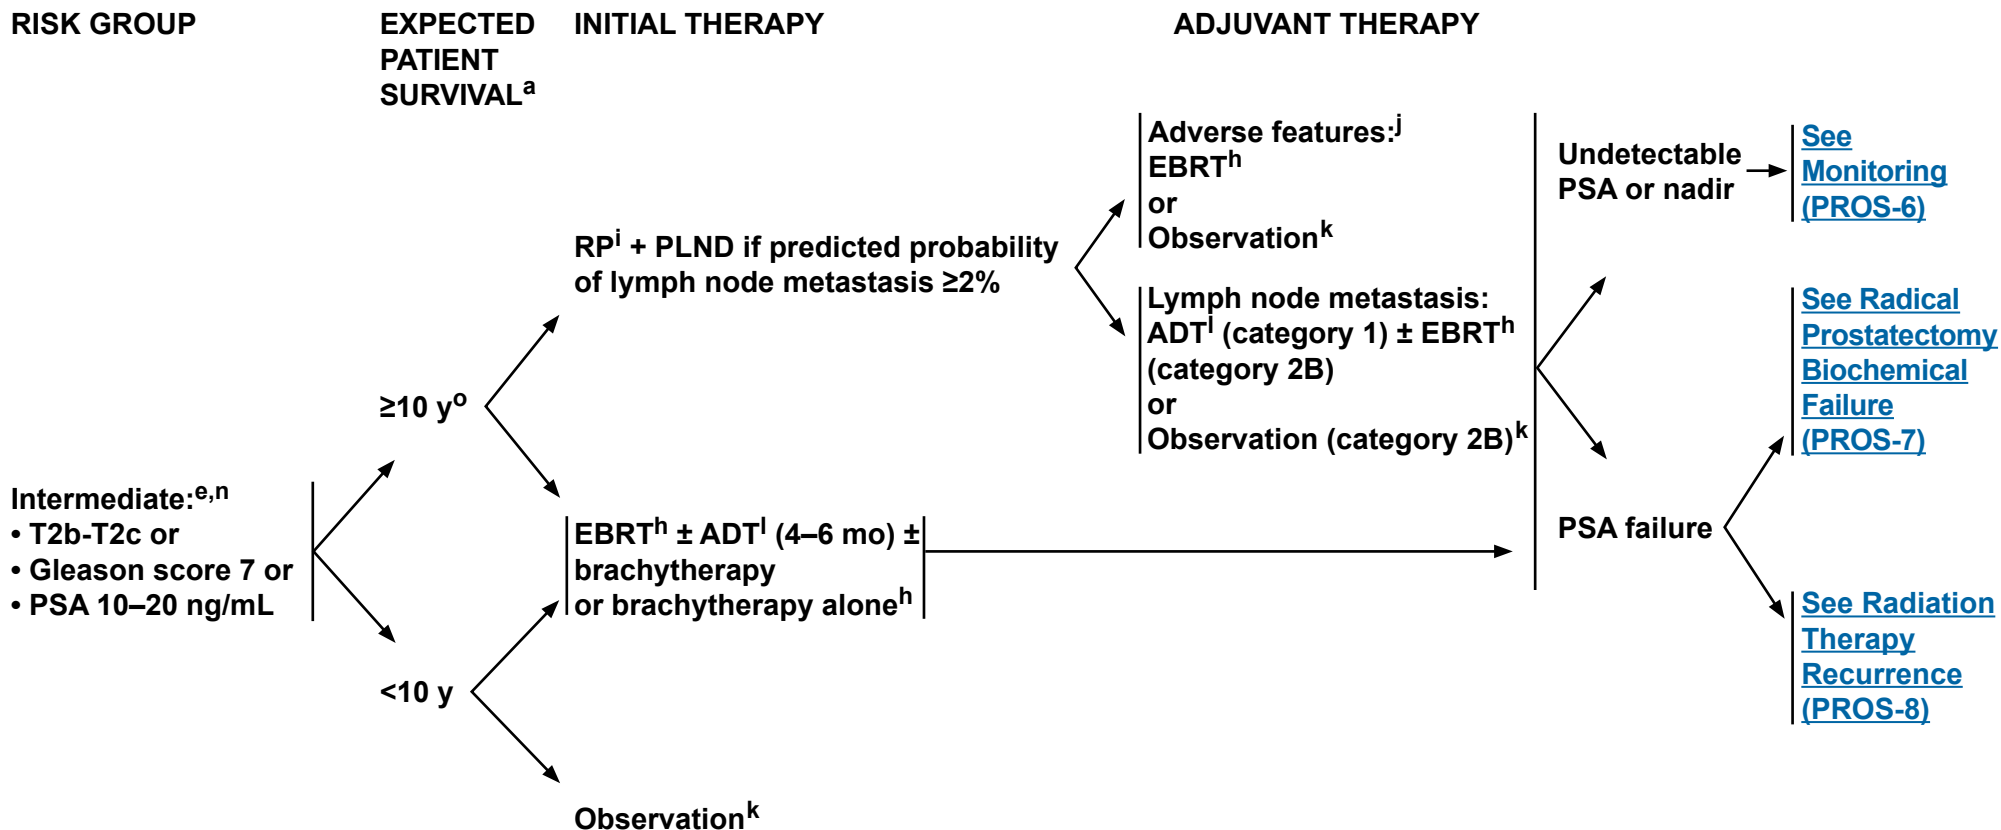 RISK GROUP
EXPECTED
PATIENT
SURVIVALa
INITIAL THERAPY
ADJUVANT THERAPY
Intermediate:e,n
• T2b-T2c or
• Gleason score 7 or
• PSA 10–20 ng/mL
≥10 yo
<10 y
RPi + PLND if predicted probability
of lymph node metastasis ≥2%
EBRTh ± ADTl (4–6 mo) ±
brachytherapy
or brachytherapy aloneh
Observationk
Adverse features:j
EBRTh
or
Observationk
Lymph node metastasis:
ADTl (category 1) ± EBRTh
(category 2B)
or
Observation (category 2B)k
Undetectable
PSA or nadir
PSA failure
See
Monitoring
(PROS-6)
See Radical
Prostatectomy
Biochemical
Failure
(PROS-7)
See Radiation
Therapy
Recurrence
(PROS-8)